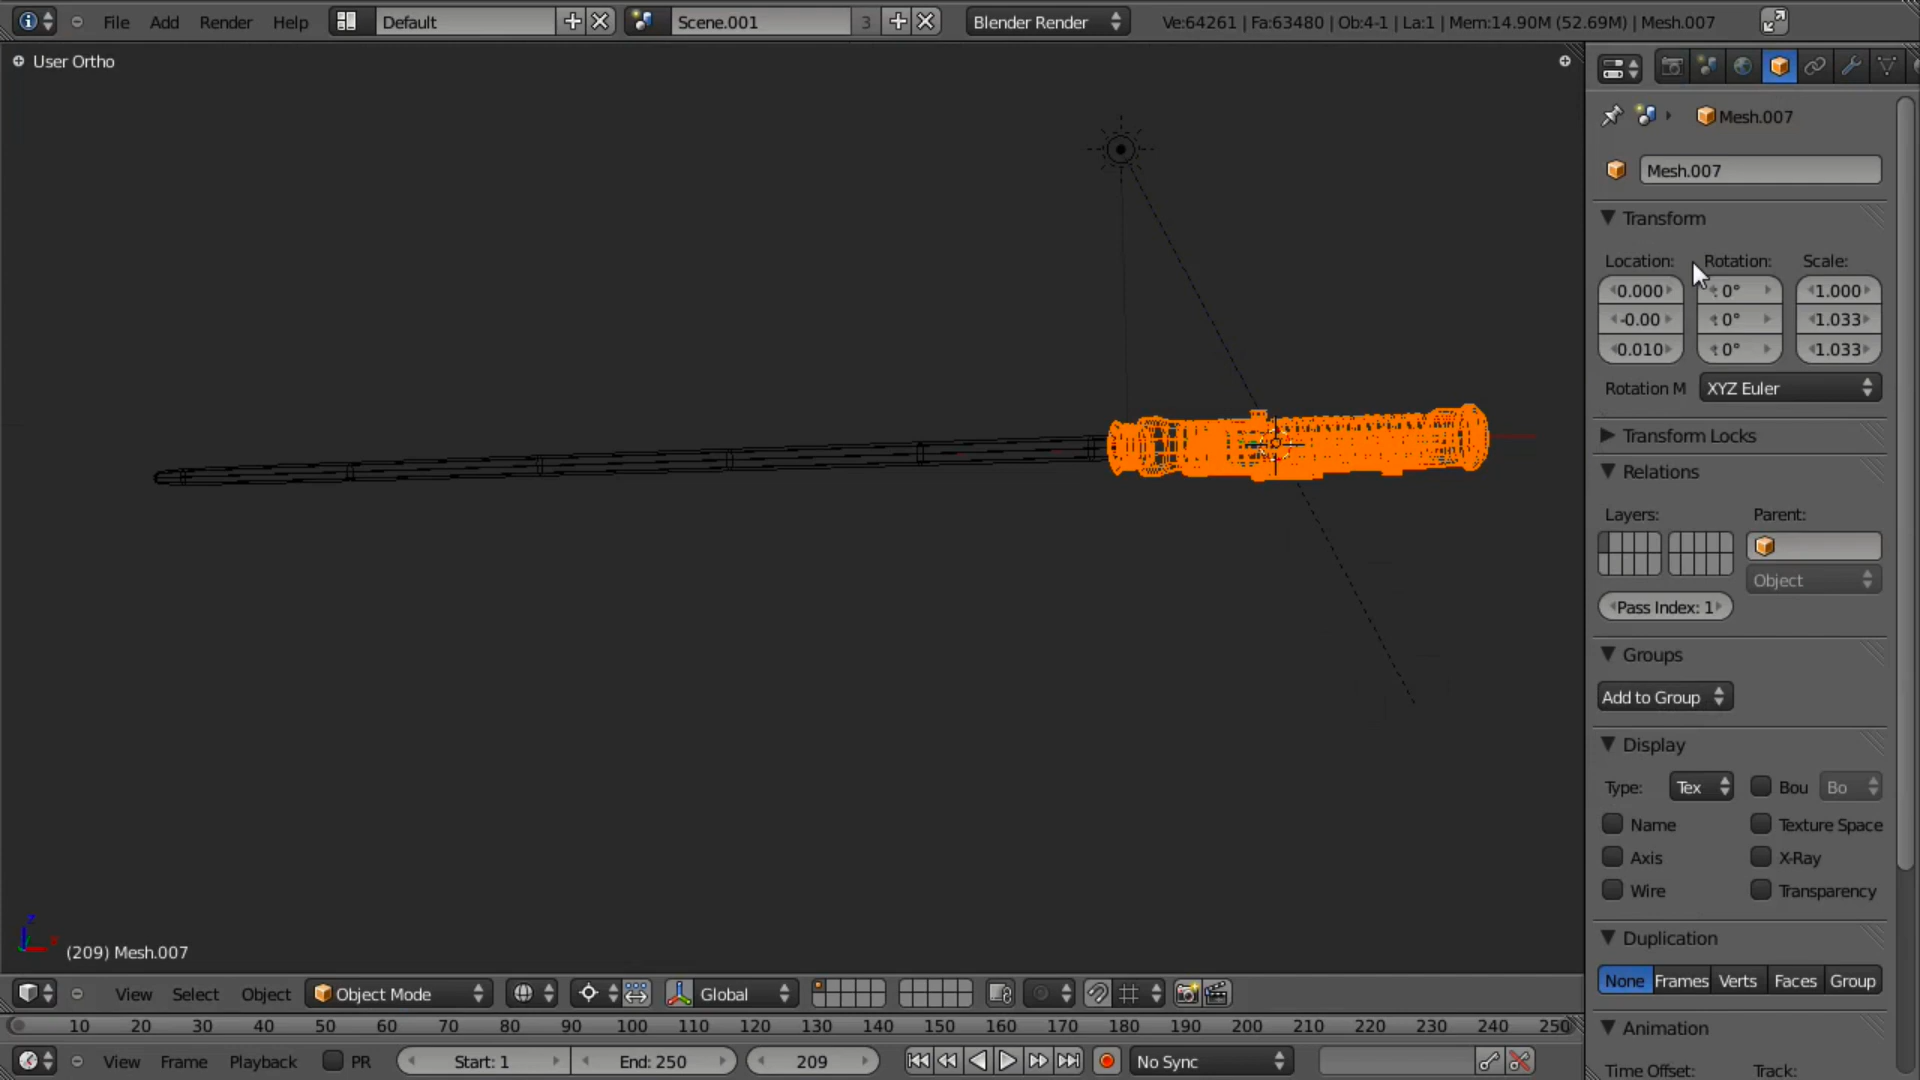 File Add Render Help Default Scene.001 3 Blender Render Ve:64261 | Fa:63480 | Ob:4-1 | La:1 | Mem:14.90M (52.69M) | Mesh.007
User Ortho
Mesh.007
Mesh.007
Transform
Location: Rotation: Scale:
0.000 0° 1.000
-0.00 0° 1.033
0.010 0° 1.033
Rotation M XYZ Euler
Transform Locks
Relations
Layers: Parent:
Object
Pass Index: 1
Groups
Add to Group
Display
Type: Tex Bou Bo
Name Texture Space
Axis X-Ray
Wire Transparency
Duplication
None Frames Verts Faces Group
Animation
Time Offset: Track:
z
x
(209) Mesh.007
View Select Object Object Mode Global
10 20 30 40 50 60 70 80 90 100 110 120 130 140 150 160 170 180 190 200 210 220 230 240 250
View Frame Playback PR Start: 1 End: 250 209 No Sync